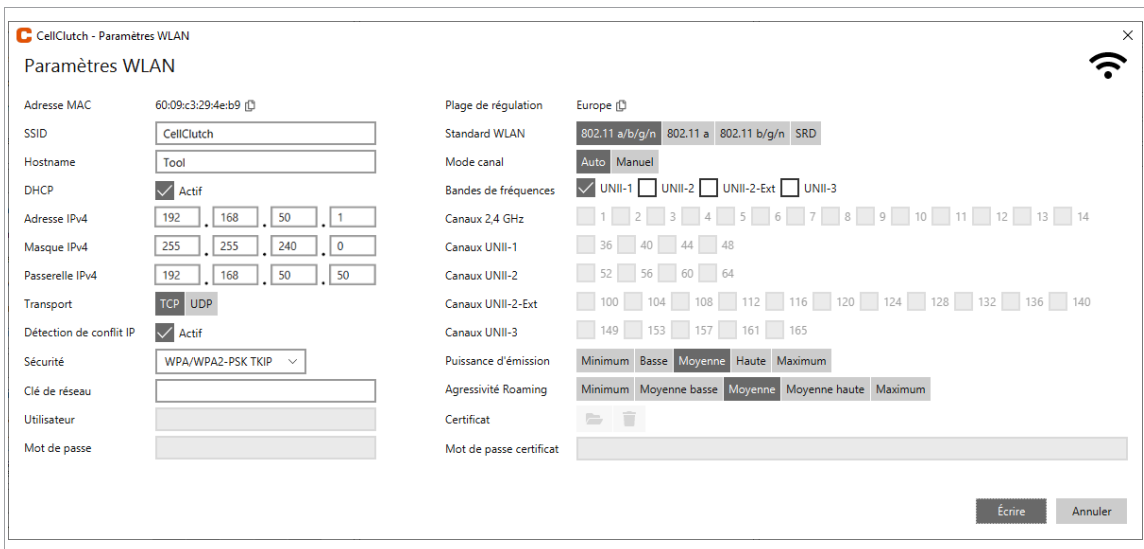 CellClutch - Paramètres WLAN
Paramètres WLAN
Adresse MAC 60:09:c3:29:4e:b9
SSID CellClutch
Hostname Tool
DHCP Actif
Adresse IPv4 192 . 168 . 50 . 1
Masque IPv4 255 . 255 . 240 . 0
Passerelle IPv4 192 . 168 . 50 . 50
Transport TCP UDP
Détection de conflit IP Actif
Sécurité WPA/WPA2-PSK TKIP
Clé de réseau
Utilisateur
Mot de passe
Plage de régulation Europe
Standard WLAN 802.11 a/b/g/n 802.11 a 802.11 b/g/n SRD
Mode canal Auto Manuel
Bandes de fréquences UNII-1 UNII-2 UNII-2-Ext UNII-3
Canaux 2,4 GHz 1 2 3 4 5 6 7 8 9 10 11 12 13 14
Canaux UNII-1 36 40 44 48
Canaux UNII-2 52 56 60 64
Canaux UNII-2-Ext 100 104 108 112 116 120 124 128 132 136 140
Canaux UNII-3 149 153 157 161 165
Puissance d'émission Minimum Basse Moyenne Haute Maximum
Agressivité Roaming Minimum Moyenne basse Moyenne Moyenne haute Maximum
Certificat
Mot de passe certificat
Écrire Annuler